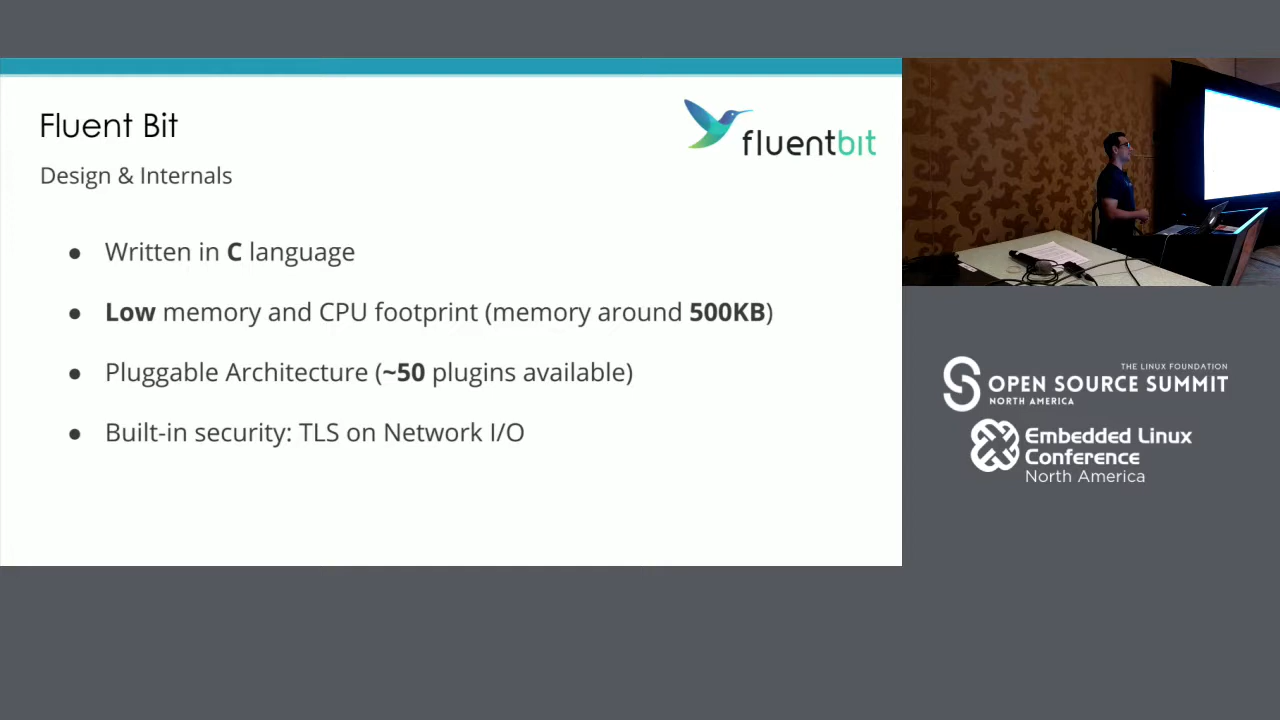 Fluent Bit
fluentbit
Design & Internals
● Written in C language
● Low memory and CPU footprint (memory around 500KB)
● Pluggable Architecture (~50 plugins available)
● Built-in security: TLS on Network I/O
THE LINUX FOUNDATION
OPEN SOURCE SUMMIT
NORTH AMERICA
Embedded Linux
Conference
North America